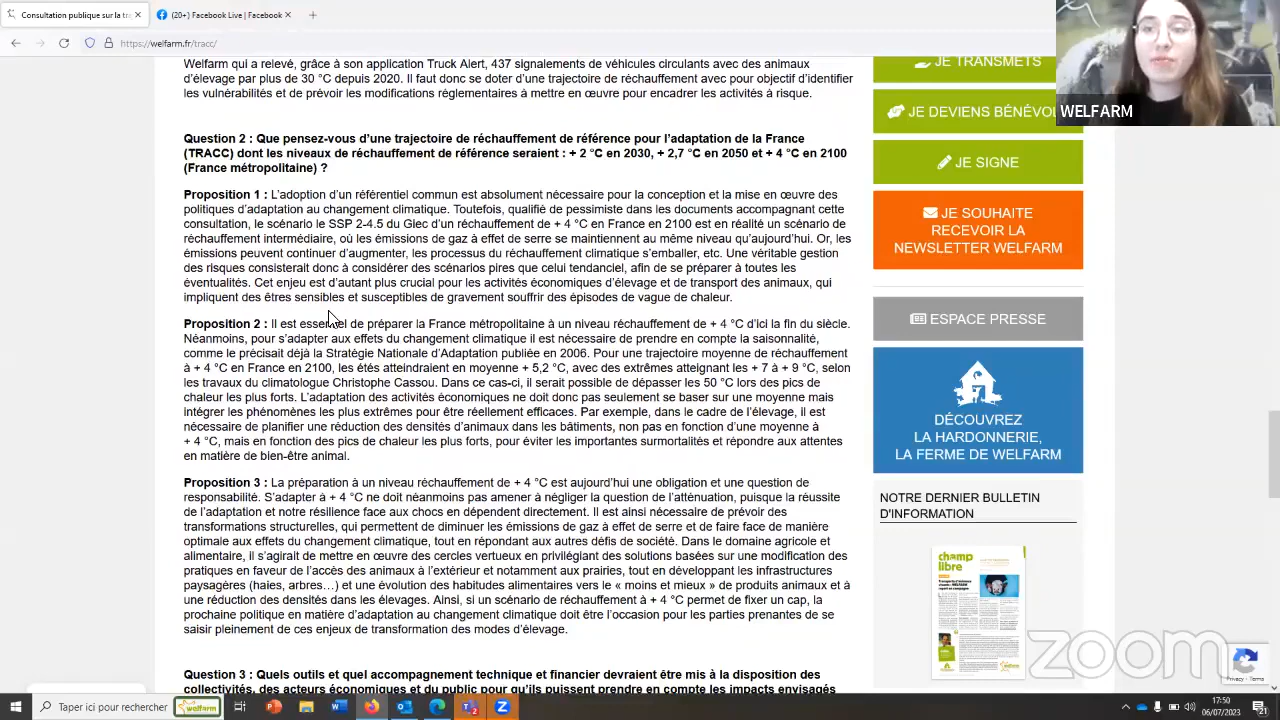 Consultation publique sur la tra
(20+) Facebook Live | Facebook
https://welfarm.fr/tracc/
Welfarm qui a relevé, grâce à son application Truck Alert, 437 signalements de véhicules circulants avec des animaux
d'élevage par plus de 30 °C depuis 2020. Il faut donc se doter d'une trajectoire de réchauffement avec pour objectif d'identifier
les vulnérabilités et de prévoir les modifications réglementaires à mettre en œuvre pour encadrer les activités à risque.
Question 2 : Que pensez-vous d'une trajectoire de réchauffement de référence pour l'adaptation de la France
(TRACC) dont les niveaux de réchauffement de référence seraient : + 2 °C en 2030, + 2,7 °C en 2050 et + 4 °C en 2100
(France métropolitaine) ?
Proposition 1 : L'adoption d'un référentiel commun est absolument nécessaire pour la conception et la mise en œuvre des
politiques d'adaptation au changement climatique. Toutefois, qualifié de pessimiste dans les documents accompagnant cette
consultation, le scénario SSP 2-4.5 du Giec d'un réchauffement de + 4 °C en France en 2100 est en réalité un scénario de
réchauffement intermédiaire, où les émissions de gaz à effet de serre se maintiennent au même niveau qu'aujourd'hui. Or, les
émissions peuvent continuer d'augmenter, les processus du réchauffement climatique s'emballer, etc. Une véritable gestion
des risques consisterait donc à considérer des scénarios pires que celui tendanciel, afin de se préparer à toutes les
éventualités. Cet enjeu est d'autant plus crucial pour les activités économiques d'élevage et de transport des animaux, qui
impliquent des êtres sensibles et susceptibles de gravement souffrir des épisodes de vague de chaleur.
Proposition 2 : Il est essentiel de préparer la France métropolitaine à un niveau réchauffement de + 4 °C d'ici la fin du siècle.
Néanmoins, pour s'adapter aux effets du changement climatique il est nécessaire de prendre en compte la saisonnalité,
comme le précisait déjà la Stratégie Nationale d'Adaptation publiée en 2006. Pour une trajectoire moyenne de réchauffement
à + 4 °C en France en 2100, les étés atteindraient en moyenne + 5,2 °C, avec des extrêmes atteignant les + 7 à + 9 °C, selon
les travaux du climatologue Christophe Cassou. Dans ce cas-ci, il serait possible de dépasser les 50 °C lors des pics de
chaleur les plus forts. L'adaptation des activités économiques ne doit donc pas seulement se baser sur une moyenne mais
intégrer les phénomènes les plus extrêmes pour être réellement efficaces. Par exemple, dans le cadre de l'élevage, il est
nécessaire de planifier la réduction des densités d'animaux dans les bâtiments, non pas en fonction d'une moyenne à
+ 4 °C, mais en fonction des pics de chaleur les plus forts, pour éviter les importantes surmortalités et répondre aux attentes
en matière de bien-être animal.
Proposition 3 : La préparation à un niveau réchauffement de + 4 °C est aujourd'hui une obligation et une question de
responsabilité. S'adapter à + 4 °C ne doit néanmoins pas amener à négliger la question de l'atténuation, puisque la réussite
de l'adaptation et notre résilience face aux chocs en dépendent directement. Il est ainsi nécessaire de prévoir des
transformations structurelles, qui permettent de diminuer les émissions de gaz à effet de serre et de faire face de manière
optimale aux effets du changement climatique, tout en répondant aux autres défis de société. Dans le domaine agricole et
alimentaire, il s'agirait de mettre en œuvre des cercles vertueux en privilégiant des solutions basées sur une modification des
pratiques en faveur d'accès des animaux à l'extérieur et notamment aux prairies, tout en développant les infrastructures
paysagères (haies, arbres…) et une évolution des habitudes alimentaires vers le « moins et mieux » de produits animaux et à
une réduction des densités dans les élevages. Ainsi, si un scénario de réchauffement à + 4 °C permet de fixer un cap, la
prochaine politique en matière d'adaptation au changement climatique doit être l'occasion pour les parties prenantes de se
saisir pleinement de ces enjeux de transformation des modes d'élevage.
Question 3 : Quels outils et quel accompagnement technique et financier devraient être mis à la disposition des
collectivités, des acteurs économiques et du public pour qu'ils puissent prendre en compte les impacts engagés
JE TRANSMETS
JE DEVIENS BÉNÉVOL
JE SIGNE
JE SOUHAITE
RECEVOIR LA
NEWSLETTER WELFARM
ESPACE PRESSE
DÉCOUVREZ
LA HARDONNERIE,
LA FERME DE WELFARM
NOTRE DERNIER BULLETIN
D'INFORMATION
champ
libre
WELFARM
zoom
Privacy - Terms
Taper ici pour rechercher
welfarm
17:50
06/07/2023
21